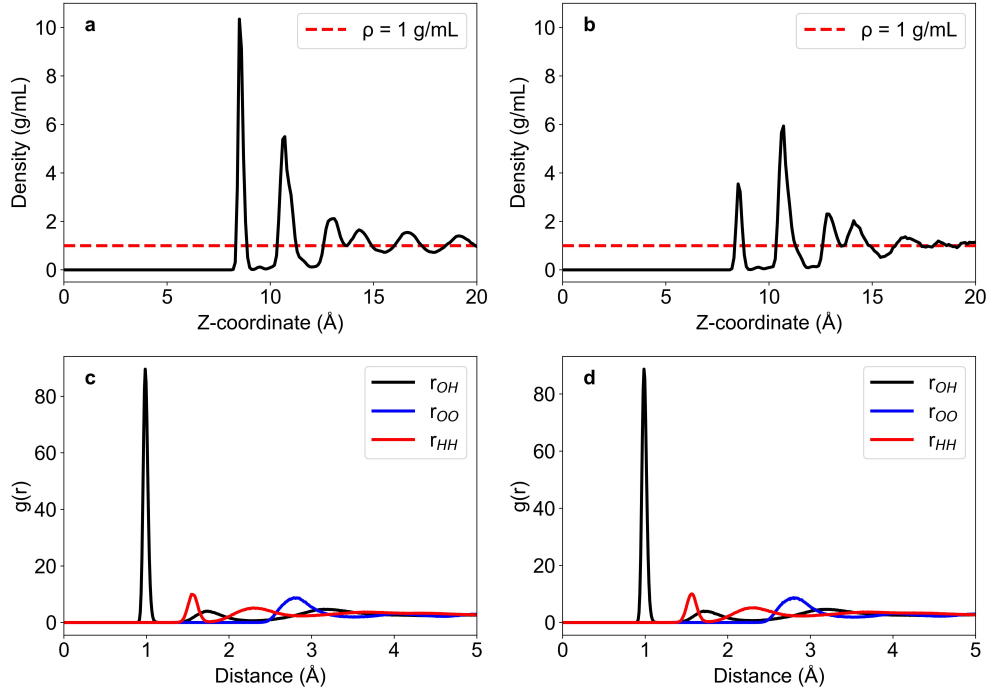 a
ρ = 1 g/mL
Density (g/mL)
10
8
6
4
2
0
0 5 10 15 20
Z-coordinate (Å)
b
ρ = 1 g/mL
Density (g/mL)
10
8
6
4
2
0
0 5 10 15 20
Z-coordinate (Å)
c
r_OH
r_OO
r_HH
g(r)
80
60
40
20
0
0 1 2 3 4 5
Distance (Å)
d
r_OH
r_OO
r_HH
g(r)
80
60
40
20
0
0 1 2 3 4 5
Distance (Å)